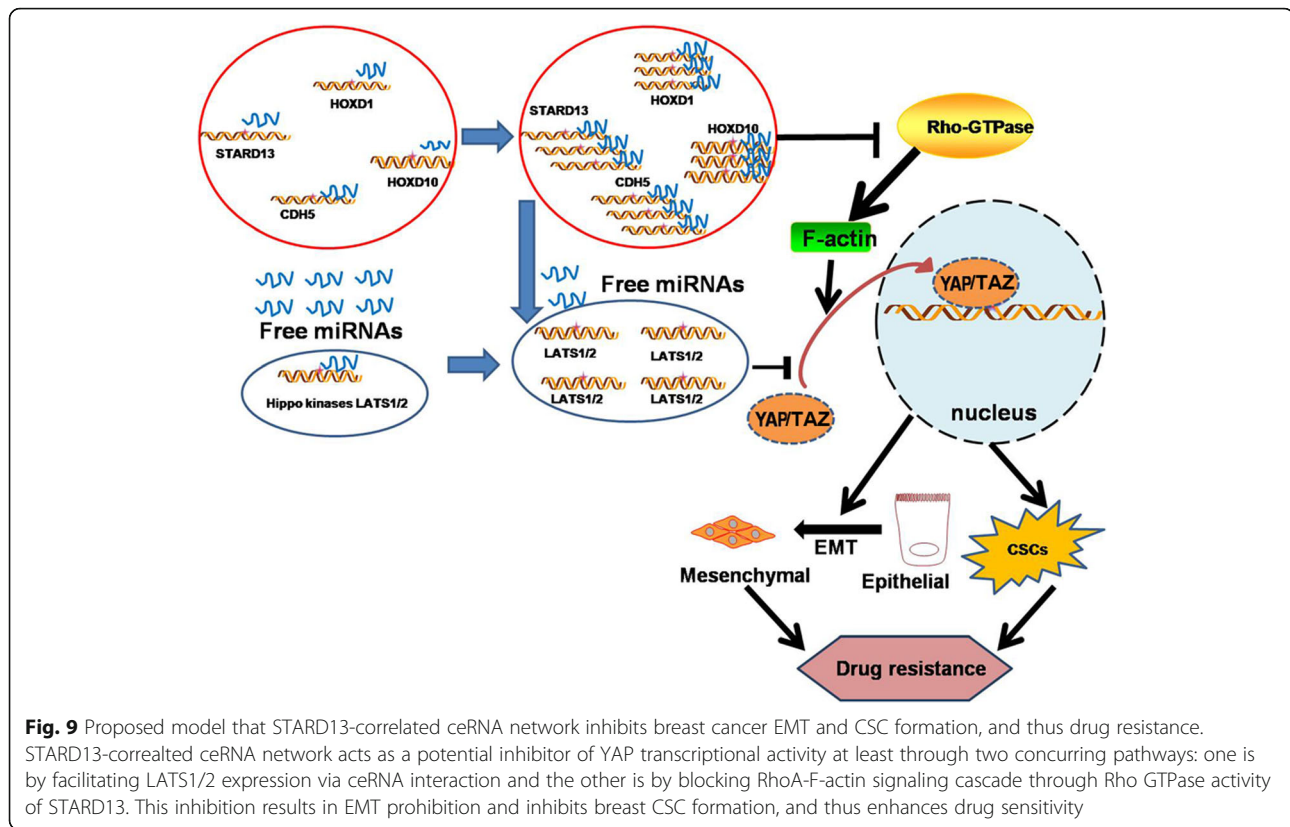 HOXD1
STARD13
HOXD10
CDH5
HOXD1
STARD13
HOXD10
CDH5
Rho-GTPase
F-actin
Free miRNAs
Free miRNAs
YAP/TAZ
LATS1/2
LATS1/2
LATS1/2
LATS1/2
Hippo kinases LATS1/2
YAP/TAZ
nucleus
EMT
CSCs
Mesenchymal
Epithelial
Drug resistance
Fig. 9 Proposed model that STARD13-correlated ceRNA network inhibits breast cancer EMT and CSC formation, and thus drug resistance.
STARD13-correalted ceRNA network acts as a potential inhibitor of YAP transcriptional activity at least through two concurring pathways: one is
by facilitating LATS1/2 expression via ceRNA interaction and the other is by blocking RhoA-F-actin signaling cascade through Rho GTPase activity
of STARD13. This inhibition results in EMT prohibition and inhibits breast CSC formation, and thus enhances drug sensitivity